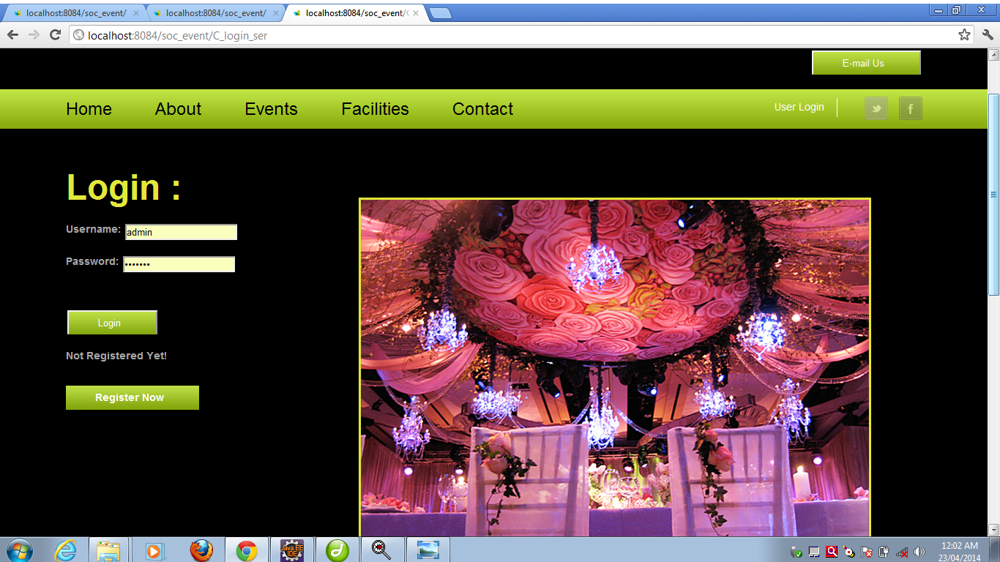 localhost:8084/soc_event/ localhost:8084/soc_event/ localhost:8084/soc_event/
localhost:8084/soc_event/C_login_ser
E-mail Us
Home About Events Facilities Contact User Login
Login :
Username: admin
Password: •••••••
Login
Not Registered Yet!
Register Now
Java EE
IDE
12:02 AM
23/04/2014